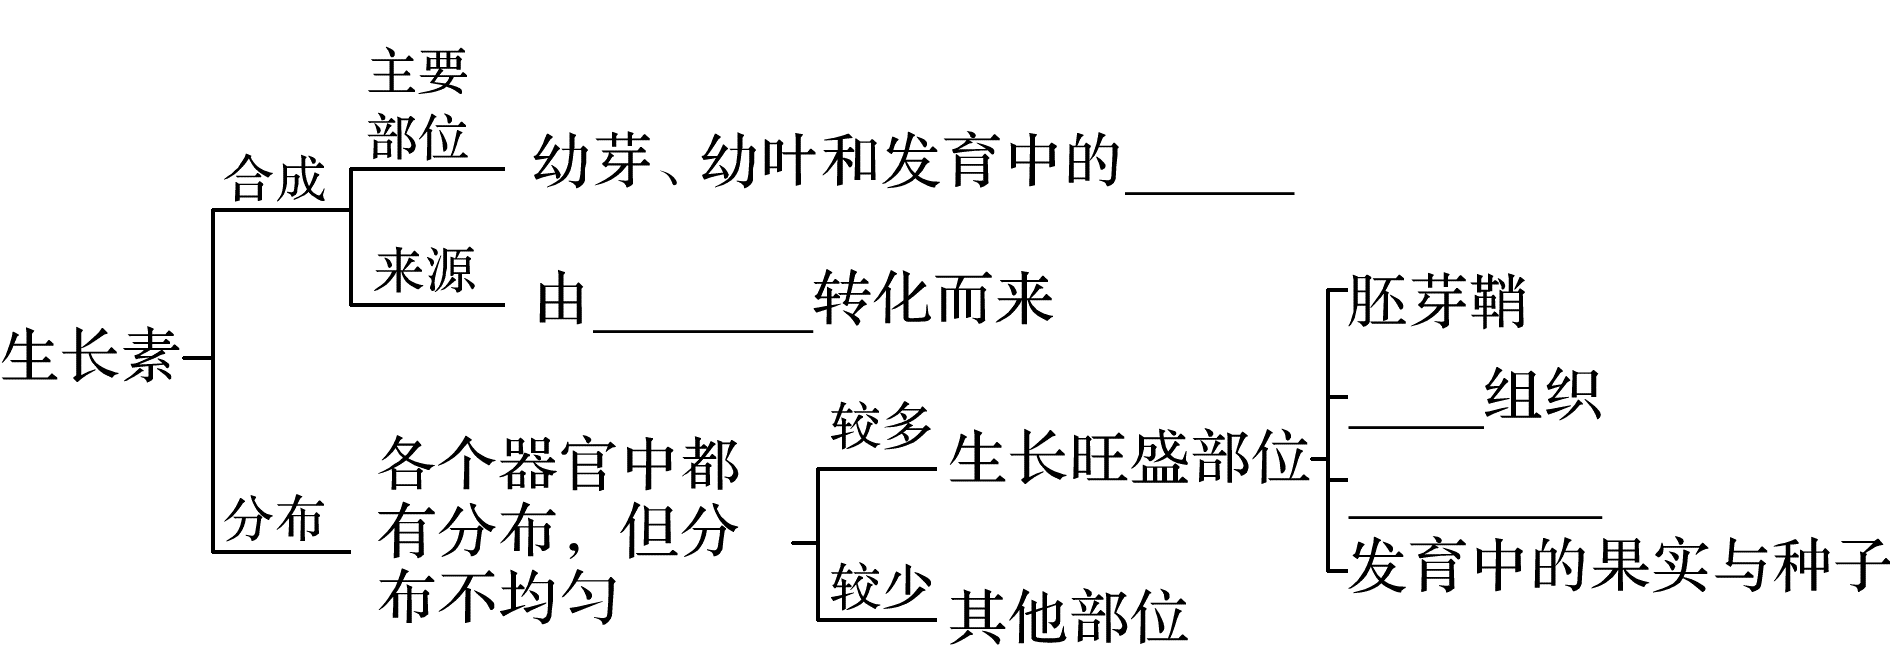 主要
部位
幼芽、幼叶和发育中的______
合成
来源
由________转化而来
生长素
胚芽鞘
_____组织
较多
生长旺盛部位
_________
各个器官中都
有分布，但分
布不均匀
分布
发育中的果实与种子
较少
其他部位